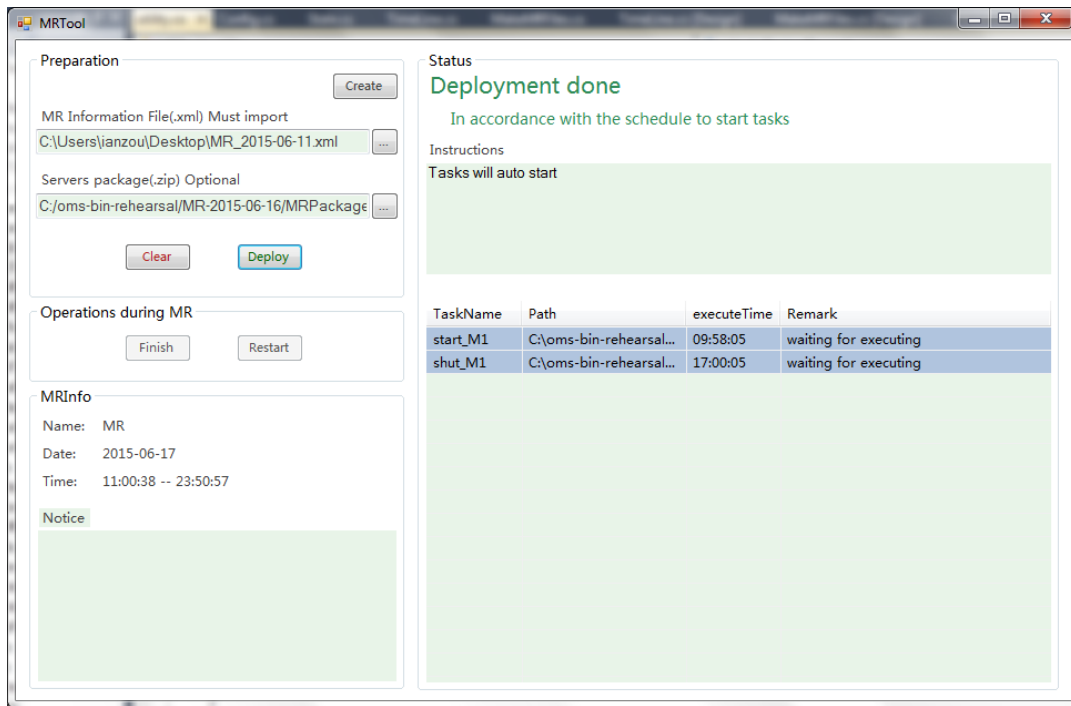 MRTool
Preparation
Create
MR Information File(.xml) Must import
C:\Users\ianzou\Desktop\MR_2015-06-11.xml ...
Servers package(.zip) Optional
C:/oms-bin-rehearsal/MR-2015-06-16/MRPackage ...
Clear Deploy
Operations during MR
Finish Restart
MRInfo
Name: MR
Date: 2015-06-17
Time: 11:00:38 -- 23:50:57
Notice
Status
Deployment done
In accordance with the schedule to start tasks
Instructions
Tasks will auto start
TaskName Path executeTime Remark
start_M1 C:\oms-bin-rehearsal... 09:58:05 waiting for executing
shut_M1 C:\oms-bin-rehearsal... 17:00:05 waiting for executing